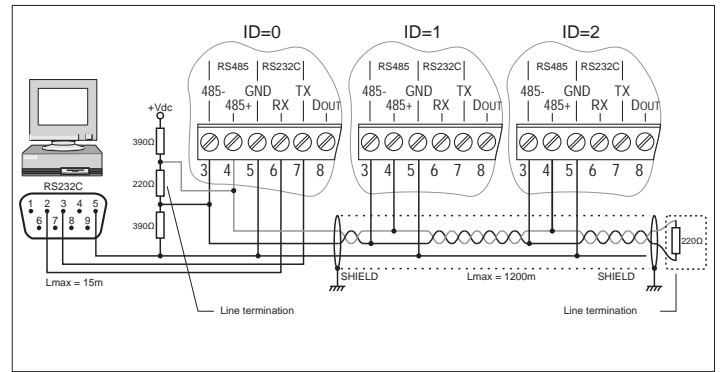 ID=0 ID=1 ID=2
RS485 RS232C RS485 RS232C RS485 RS232C
485- GND TX 485- GND TX 485- GND TX
485+ RX DOUT 485+ RX DOUT 485+ RX DOUT
+Vdc
390Ω
3 4 5 6 7 8 3 4 5 6 7 8 3 4 5 6 7 8
220Ω
RS232C
1 2 3 4 5
6 7 8 9
390Ω
220Ω
Lmax = 15m
SHIELD Lmax = 1200m SHIELD
Line termination Line termination